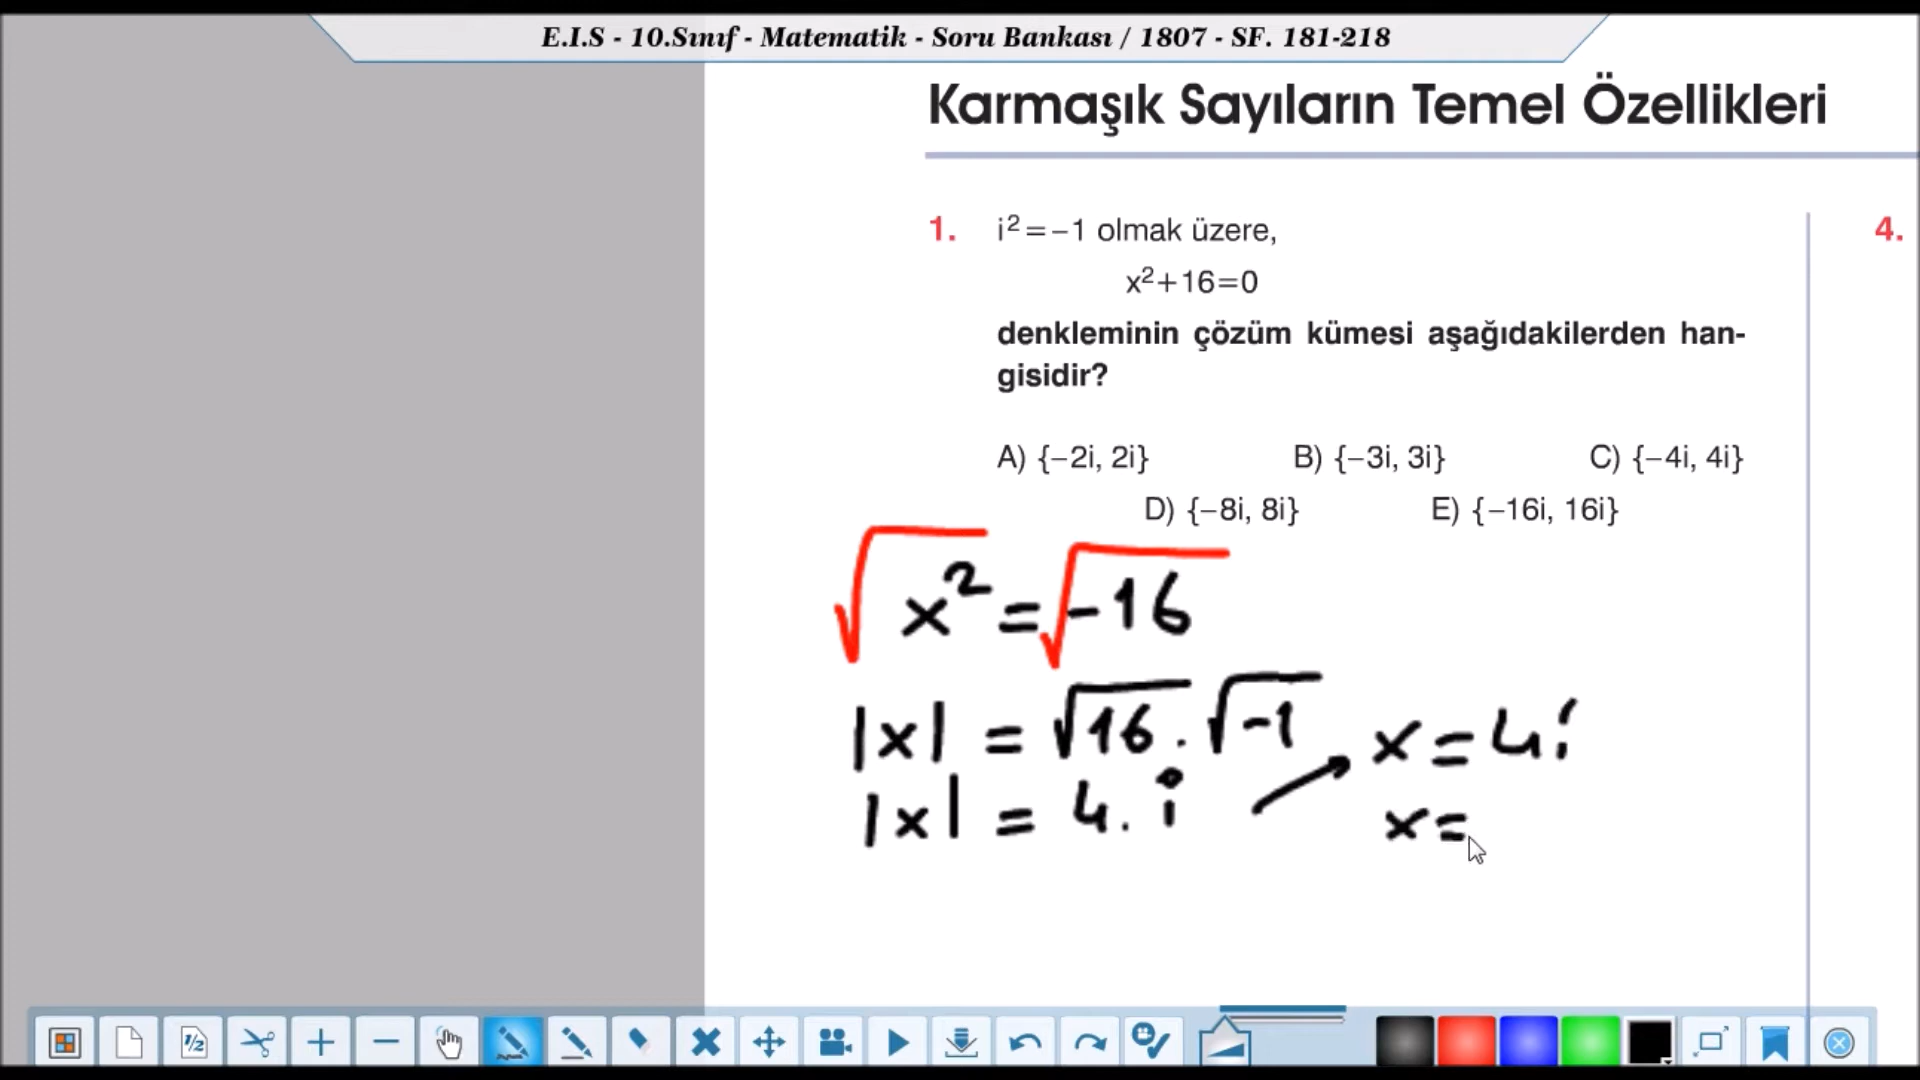 E.I.S - 10.Sınıf - Matematik - Soru Bankası / 1807 - SF. 181-218
Karmaşık Sayıların Temel Özellikleri
1. i²=−1 olmak üzere,
x²+16=0
denkleminin çözüm kümesi aşağıdakilerden han-
gisidir?
A) {−2i, 2i} B) {−3i, 3i} C) {−4i, 4i}
D) {−8i, 8i} E) {−16i, 16i}
√x² = √-16
|x| = √16 . √-1
|x| = 4 . i
x = 4i
x =
4.
1/2